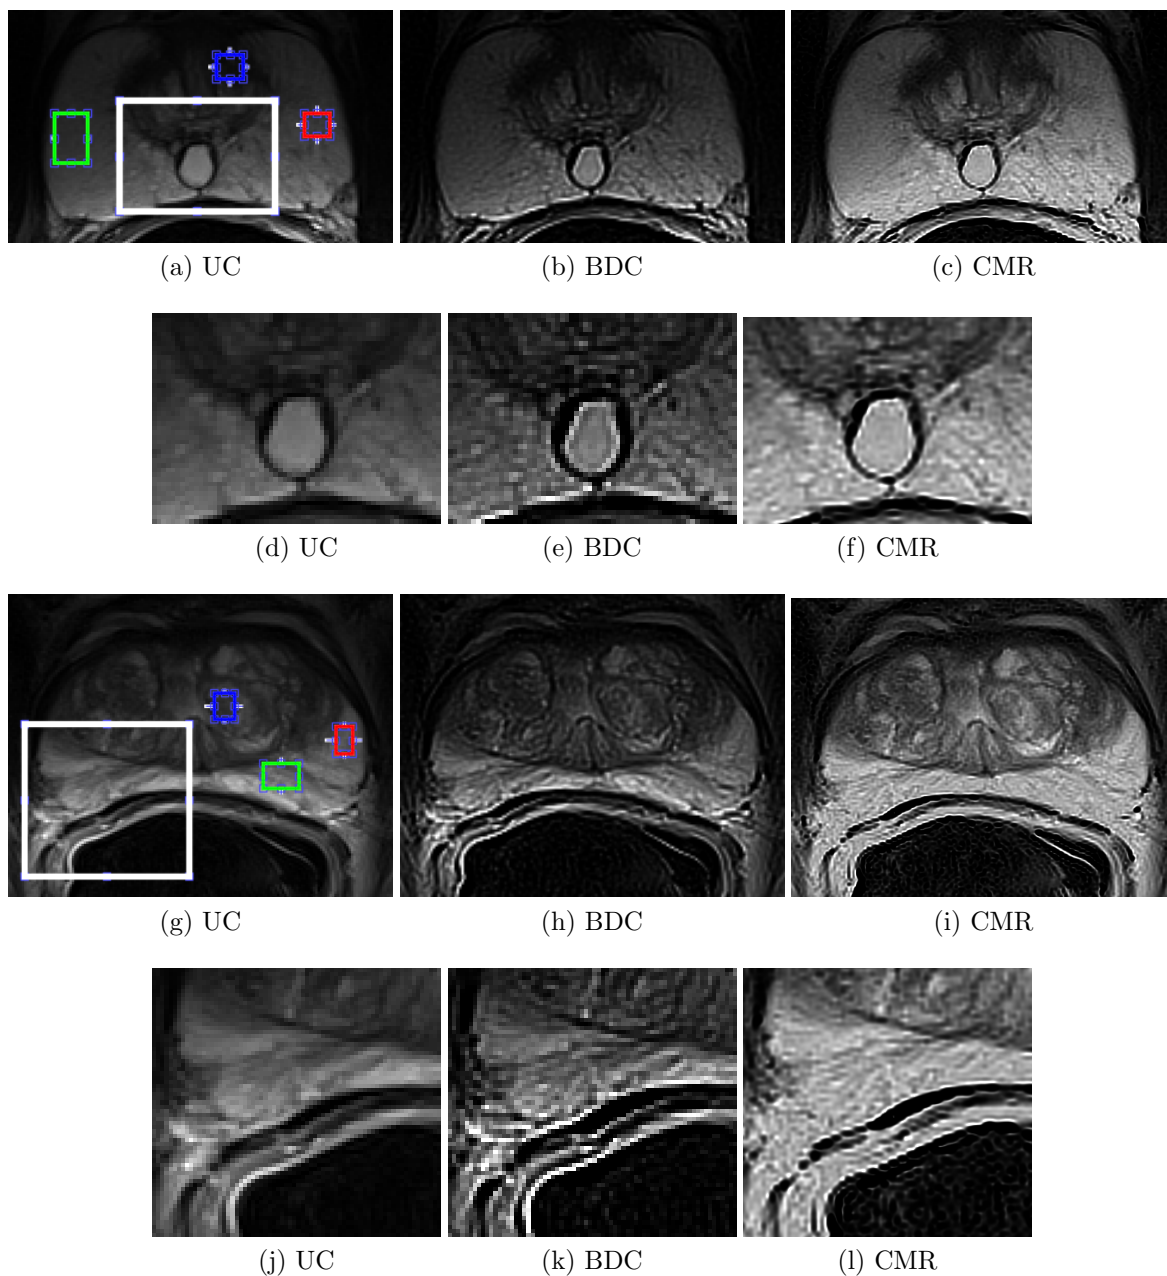 (a) UC (b) BDC (c) CMR
(d) UC (e) BDC (f) CMR
(g) UC (h) BDC (i) CMR
(j) UC (k) BDC (l) CMR